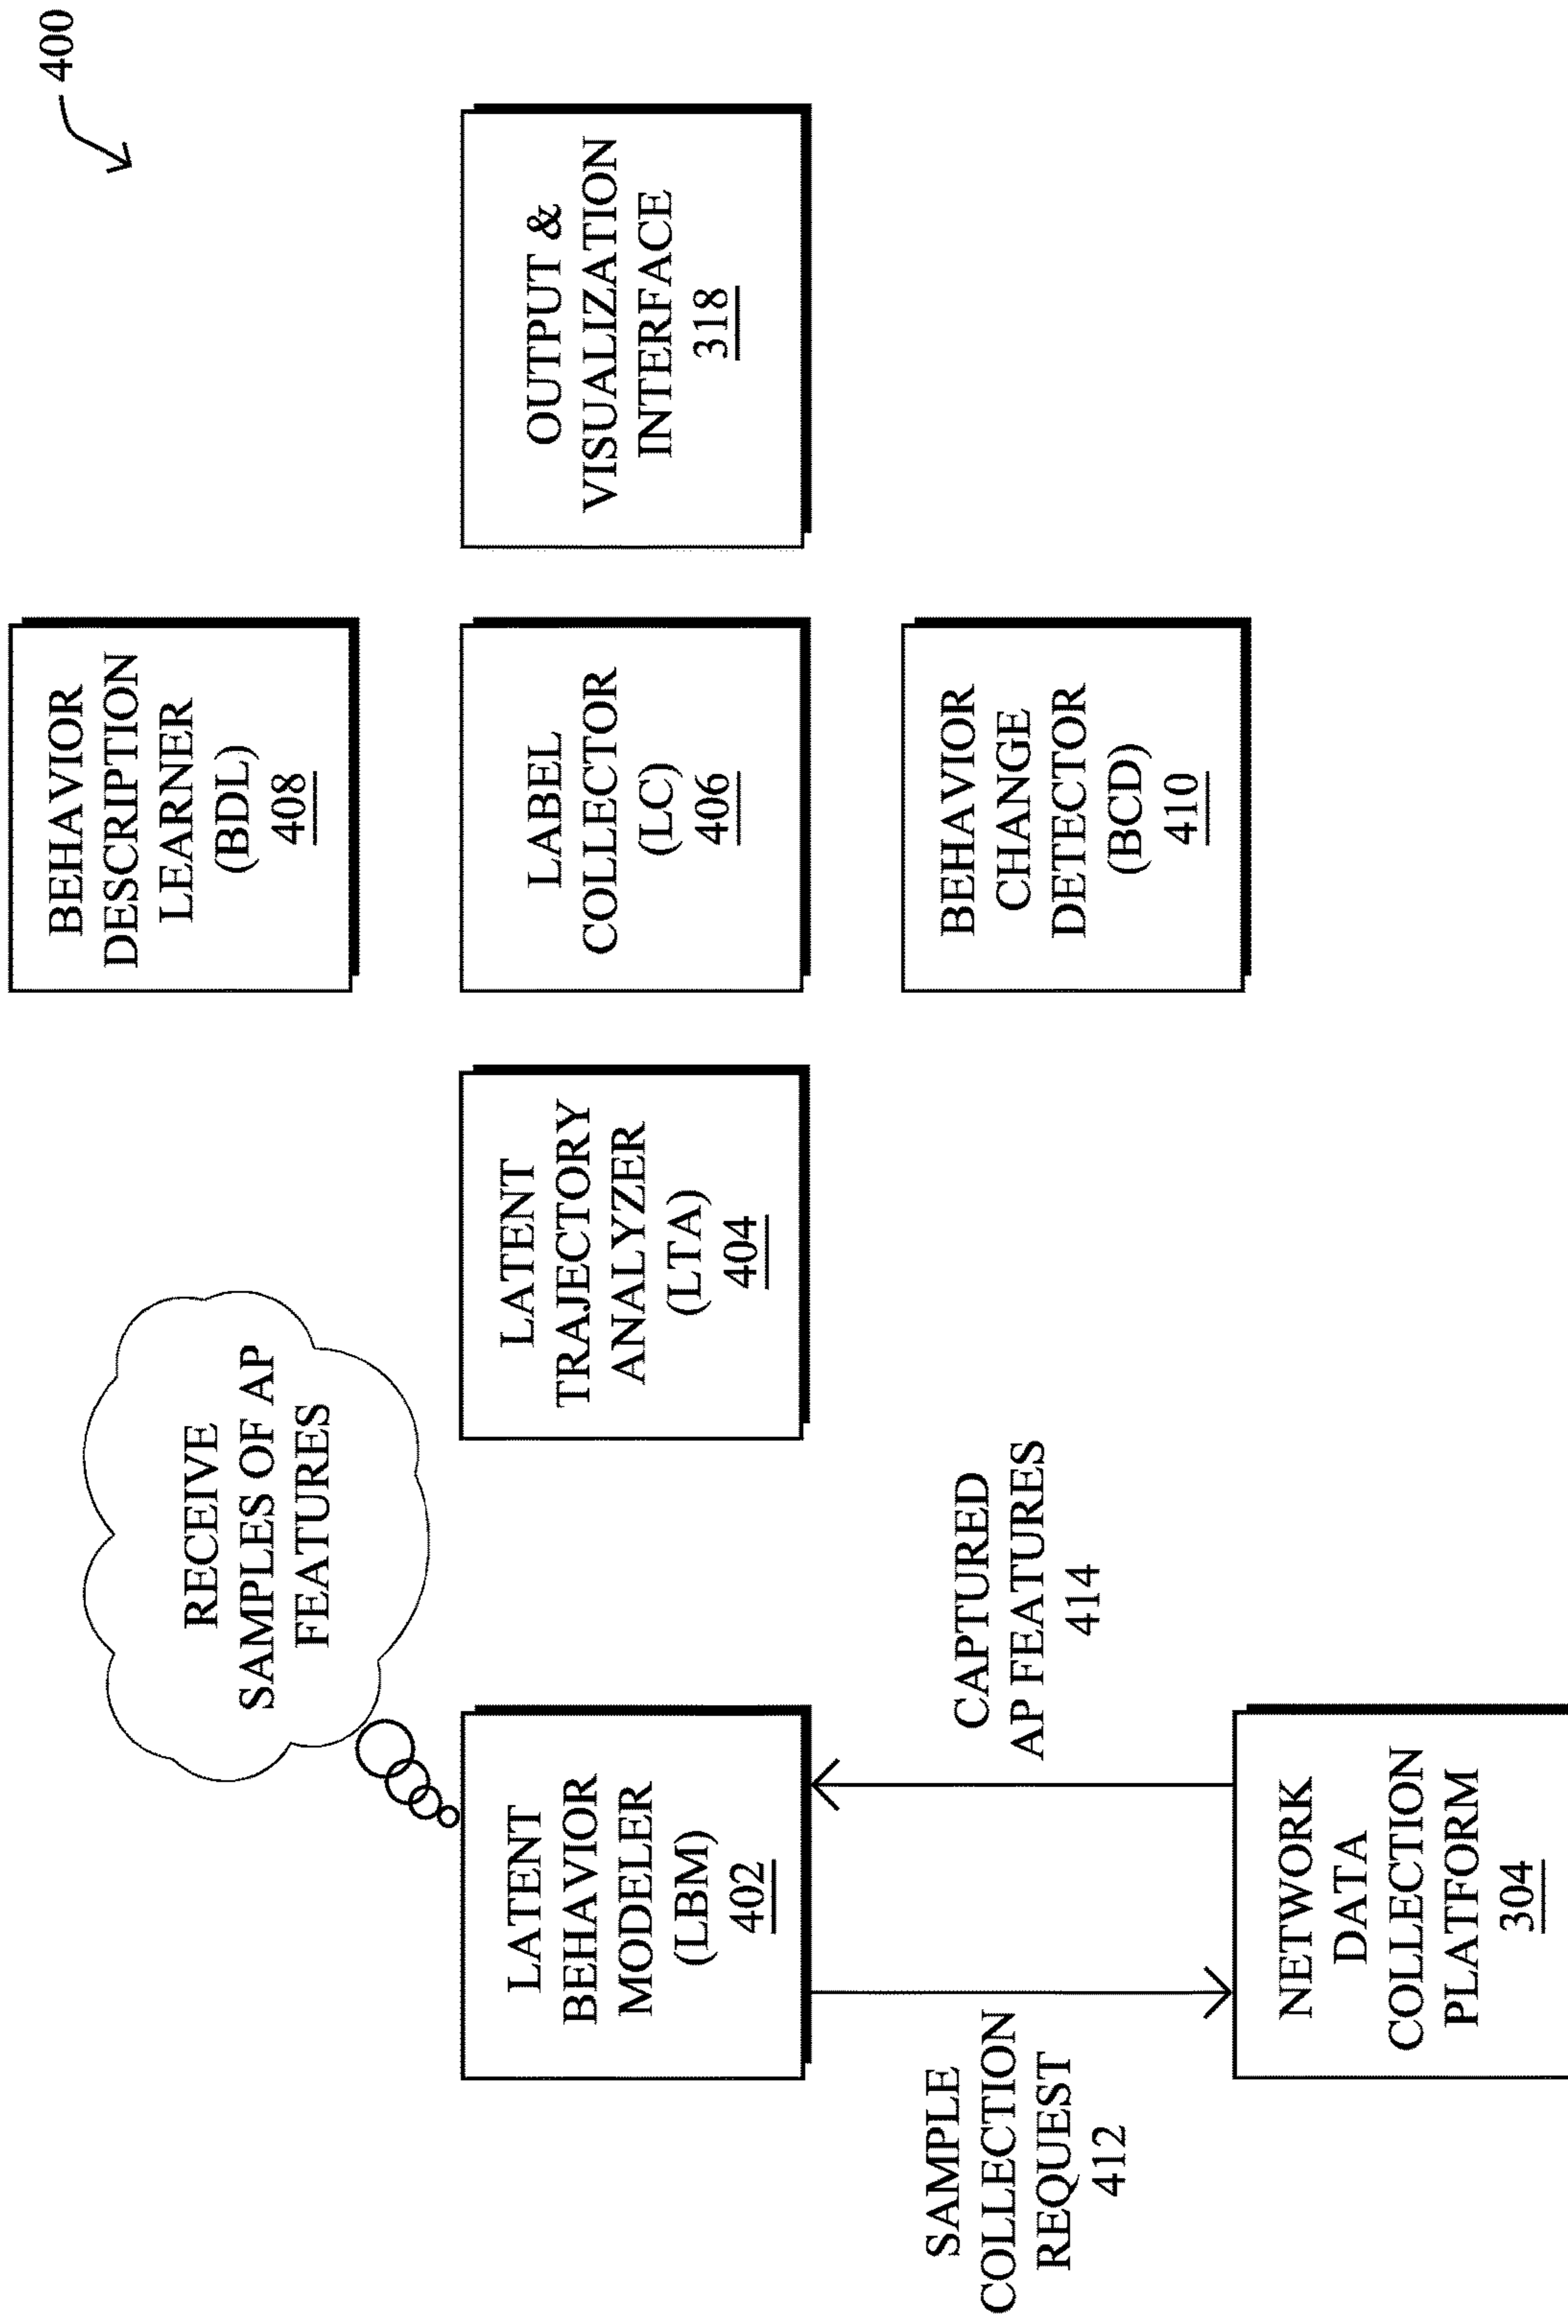 400
BEHAVIOR
DESCRIPTION
LEARNER
(BDL)
408
RECEIVE
SAMPLES OF AP
FEATURES
LATENT
BEHAVIOR
MODELER
(LBM)
402
LATENT
TRAJECTORY
ANALYZER
(LTA)
404
LABEL
COLLECTOR
(LC)
406
OUTPUT &
VISUALIZATION
INTERFACE
318
SAMPLE
COLLECTION
REQUEST
412
CAPTURED
AP FEATURES
414
BEHAVIOR
CHANGE
DETECTOR
(BCD)
410
NETWORK
DATA
COLLECTION
PLATFORM
304